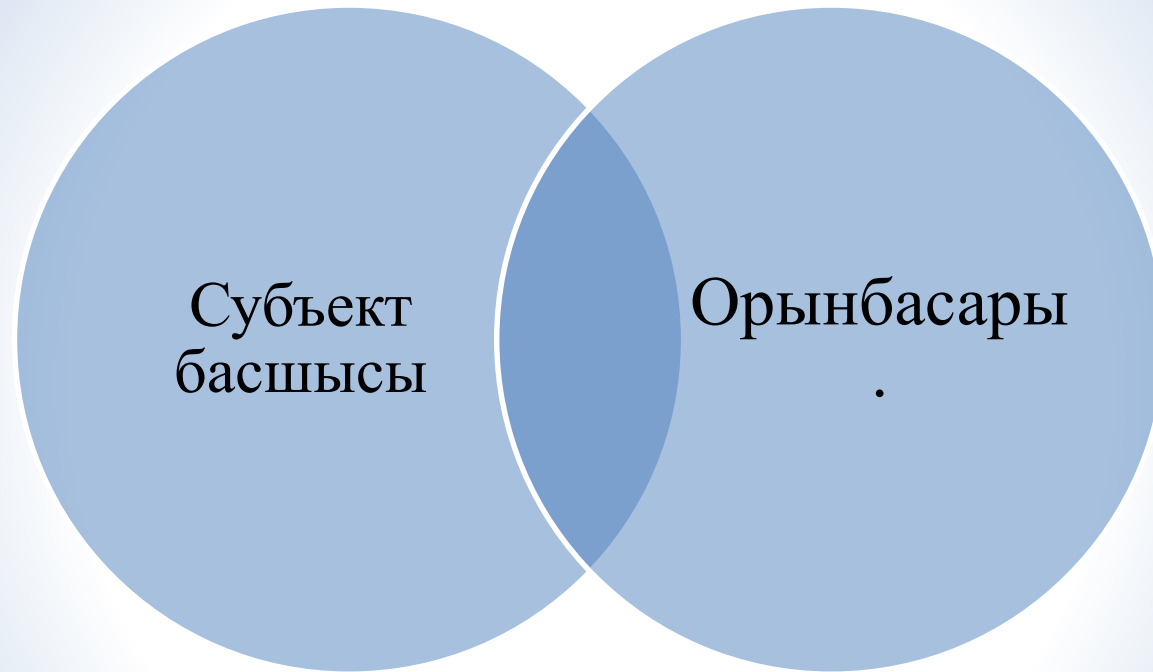 Субъект
басшысы
Орынбасары
.